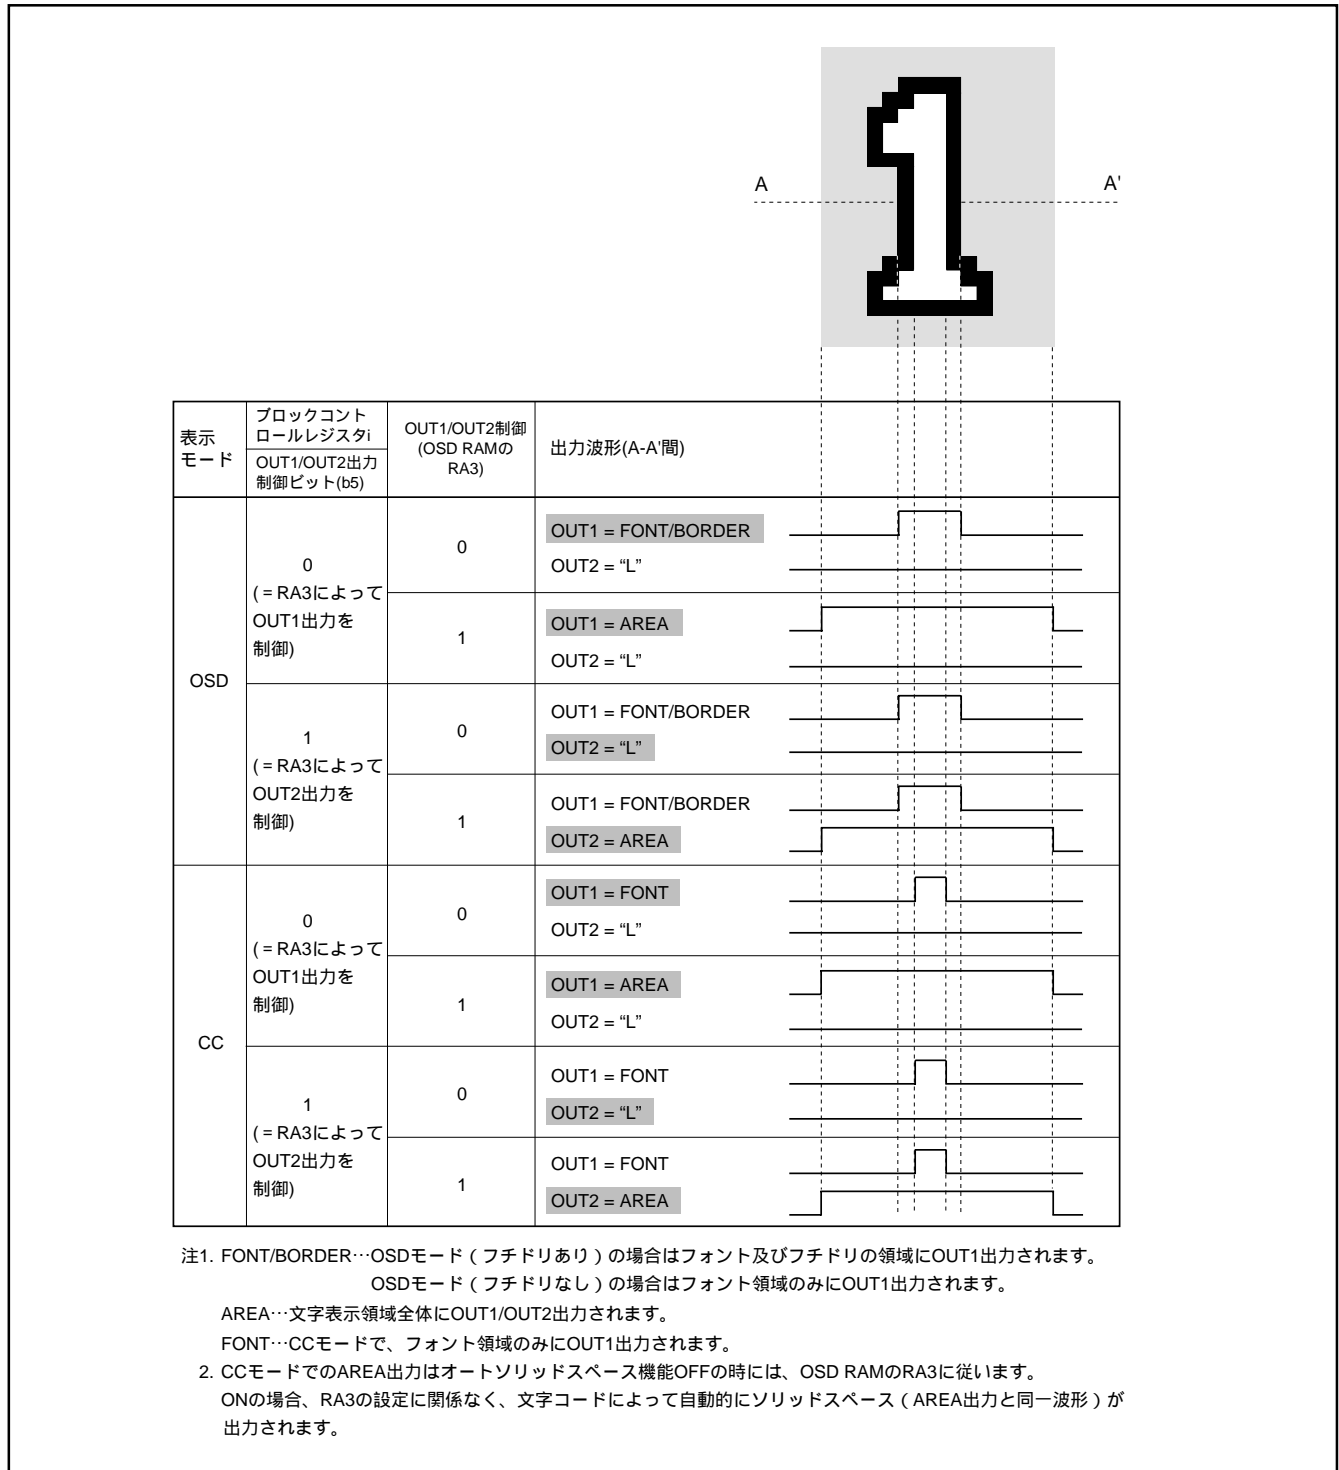 A
A'
表示
モード
ブロックコント
ロールレジスタi
OUT1/OUT2出力
制御ビット(b5)
OUT1/OUT2制御
(OSD RAMの
RA3)
出力波形(A-A'間)
OSD
0
(=RA3によって
OUT1出力を
制御)
0
OUT1 = FONT/BORDER
OUT2 = “L”
1
OUT1 = AREA
OUT2 = “L”
1
(=RA3によって
OUT2出力を
制御)
0
OUT1 = FONT/BORDER
OUT2 = “L”
1
OUT1 = FONT/BORDER
OUT2 = AREA
CC
0
(=RA3によって
OUT1出力を
制御)
0
OUT1 = FONT
OUT2 = “L”
1
OUT1 = AREA
OUT2 = “L”
1
(=RA3によって
OUT2出力を
制御)
0
OUT1 = FONT
OUT2 = “L”
1
OUT1 = FONT
OUT2 = AREA
注1. FONT/BORDER…OSDモード(フチドリあり)の場合はフォント及びフチドリの領域にOUT1出力されます。
OSDモード(フチドリなし)の場合はフォント領域のみにOUT1出力されます。
AREA…文字表示領域全体にOUT1/OUT2出力されます。
FONT…CCモードで、フォント領域のみにOUT1出力されます。
2. CCモードでのAREA出力はオートソリッドスペース機能OFFの時には、OSD RAMのRA3に従います。
ONの場合、RA3の設定に関係なく、文字コードによって自動的にソリッドスペース(AREA出力と同一波形)が
出力されます。